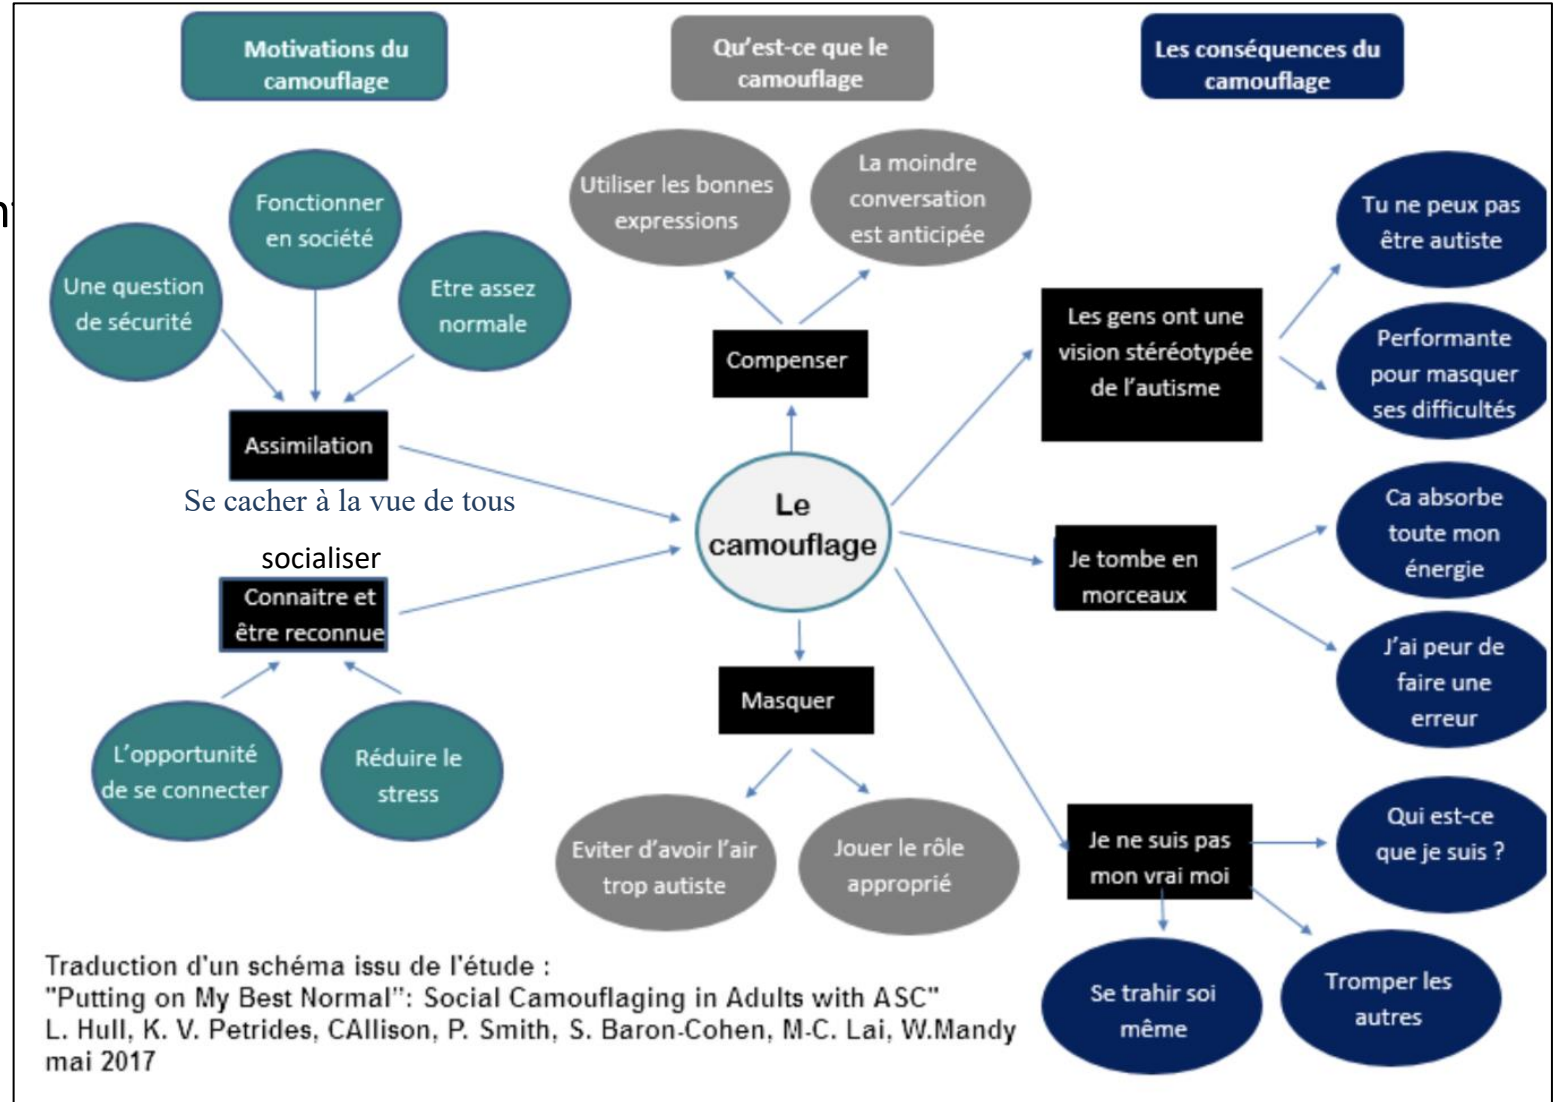 Motivations du
camouflage
Qu'est-ce que le
camouflage
Les conséquences du
camouflage
Une question
de sécurité
Fonctionner
en société
Etre assez
normale
Assimilation
Se cacher à la vue de tous
socialiser
Connaitre et
être reconnue
L'opportunité
de se connecter
Réduire le
stress
Utiliser les bonnes
expressions
La moindre
conversation
est anticipée
Compenser
Le
camouflage
Masquer
Eviter d'avoir l'air
trop autiste
Jouer le rôle
approprié
Les gens ont une
vision stéréotypée
de l'autisme
Tu ne peux pas
être autiste
Performante
pour masquer
ses difficultés
Je tombe en
morceaux
Ca absorbe
toute mon
énergie
J'ai peur de
faire une
erreur
Je ne suis pas
mon vrai moi
Qui est-ce
que je suis ?
Se trahir soi
même
Tromper les
autres
Traduction d'un schéma issu de l'étude :
"Putting on My Best Normal": Social Camouflaging in Adults with ASC"
L. Hull, K. V. Petrides, CAllison, P. Smith, S. Baron-Cohen, M-C. Lai, W.Mandy
mai 2017